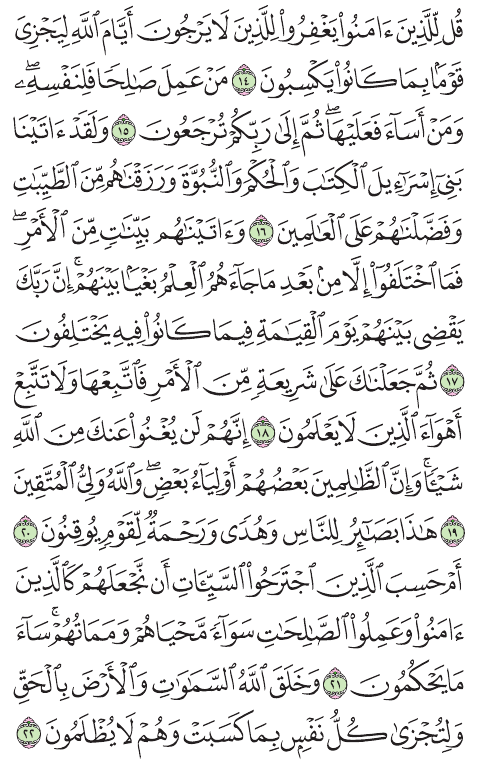 قُل لِّلَّذِينَ ءَامَنُوا۟ يَغْفِرُوا۟ لِلَّذِينَ لَا يَرْجُونَ أَيَّامَ ٱللَّهِ لِيَجْزِىَ
قَوْمًۢا بِمَا كَانُوا۟ يَكْسِبُونَ ١٤ مَنْ عَمِلَ صَـٰلِحًا فَلِنَفْسِهِۦ ۖ
وَمَنْ أَسَآءَ فَعَلَيْهَا ۖ ثُمَّ إِلَىٰ رَبِّكُمْ تُرْجَعُونَ ١٥ وَلَقَدْ ءَاتَيْنَا
بَنِىٓ إِسْرَٰٓءِيلَ ٱلْكِتَـٰبَ وَٱلْحُكْمَ وَٱلنُّبُوَّةَ وَرَزَقْنَـٰهُم مِّنَ ٱلطَّيِّبَـٰتِ
وَفَضَّلْنَـٰهُمْ عَلَى ٱلْعَـٰلَمِينَ ١٦ وَءَاتَيْنَـٰهُم بَيِّنَـٰتٍ مِّنَ ٱلْأَمْرِ ۖ
فَمَا ٱخْتَلَفُوٓا۟ إِلَّا مِنۢ بَعْدِ مَا جَآءَهُمُ ٱلْعِلْمُ بَغْيًۢا بَيْنَهُمْ ۚ إِنَّ رَبَّكَ
يَقْضِى بَيْنَهُمْ يَوْمَ ٱلْقِيَـٰمَةِ فِيمَا كَانُوا۟ فِيهِ يَخْتَلِفُونَ
١٧ ثُمَّ جَعَلْنَـٰكَ عَلَىٰ شَرِيعَةٍ مِّنَ ٱلْأَمْرِ فَٱتَّبِعْهَا وَلَا تَتَّبِعْ
أَهْوَآءَ ٱلَّذِينَ لَا يَعْلَمُونَ ١٨ إِنَّهُمْ لَن يُغْنُوا۟ عَنكَ مِنَ ٱللَّهِ
شَيْـًٔا ۚ وَإِنَّ ٱلظَّـٰلِمِينَ بَعْضُهُمْ أَوْلِيَآءُ بَعْضٍ ۖ وَٱللَّهُ وَلِىُّ ٱلْمُتَّقِينَ
١٩ هَـٰذَا بَصَـٰٓئِرُ لِلنَّاسِ وَهُدًى وَرَحْمَةٌ لِّقَوْمٍ يُوقِنُونَ ٢٠
أَمْ حَسِبَ ٱلَّذِينَ ٱجْتَرَحُوا۟ ٱلسَّيِّـَٔاتِ أَن نَّجْعَلَهُمْ كَٱلَّذِينَ
ءَامَنُوا۟ وَعَمِلُوا۟ ٱلصَّـٰلِحَـٰتِ سَوَآءً مَّحْيَاهُمْ وَمَمَاتُهُمْ ۚ سَآءَ
مَا يَحْكُمُونَ ٢١ وَخَلَقَ ٱللَّهُ ٱلسَّمَـٰوَٰتِ وَٱلْأَرْضَ بِٱلْحَقِّ
وَلِتُجْزَىٰ كُلُّ نَفْسٍۭ بِمَا كَسَبَتْ وَهُمْ لَا يُظْلَمُونَ ٢٢